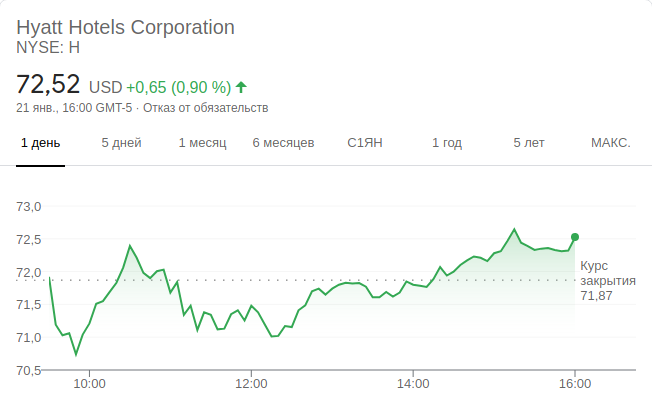 Hyatt Hotels Corporation
NYSE: H
72,52 USD +0,65 (0,90 %)
21 янв., 16:00 GMT-5 · Отказ от обязательств
1 день 5 дней 1 месяц 6 месяцев С1ЯН 1 год 5 лет МАКС.
73,0
72,5
72,0
71,5
71,0
70,5
Курс
закрытия
71,87
10:00 12:00 14:00 16:00